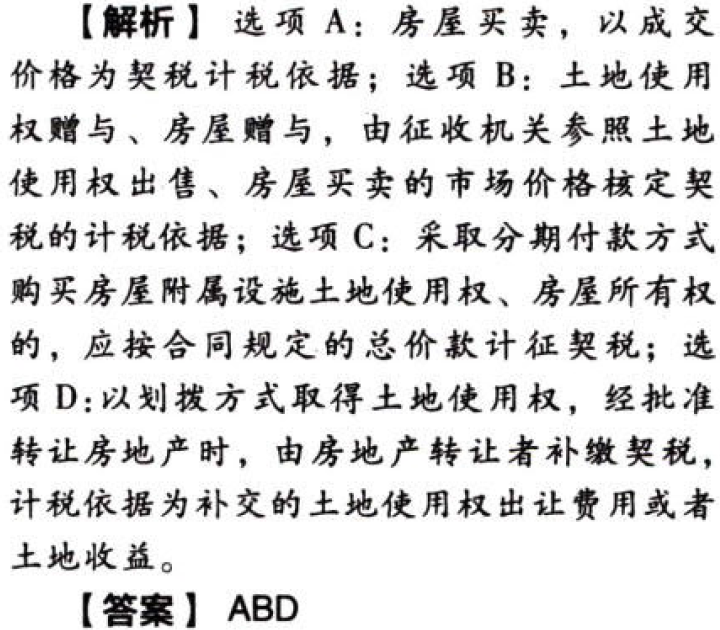 【解析】 选项 A：房屋买卖，以成交
价格为契税计税依据；选项 B：土地使用
权赠与、房屋赠与，由征收机关参照土地
使用权出售、房屋买卖的市场价格核定契
税的计税依据；选项 C：采取分期付款方式
购买房屋附属设施土地使用权、房屋所有权
的，应按合同规定的总价款计征契税；选
项 D：以划拨方式取得土地使用权，经批准
转让房地产时，由房地产转让者补缴契税，
计税依据为补交的土地使用权出让费用或者
土地收益。
【答案】 ABD